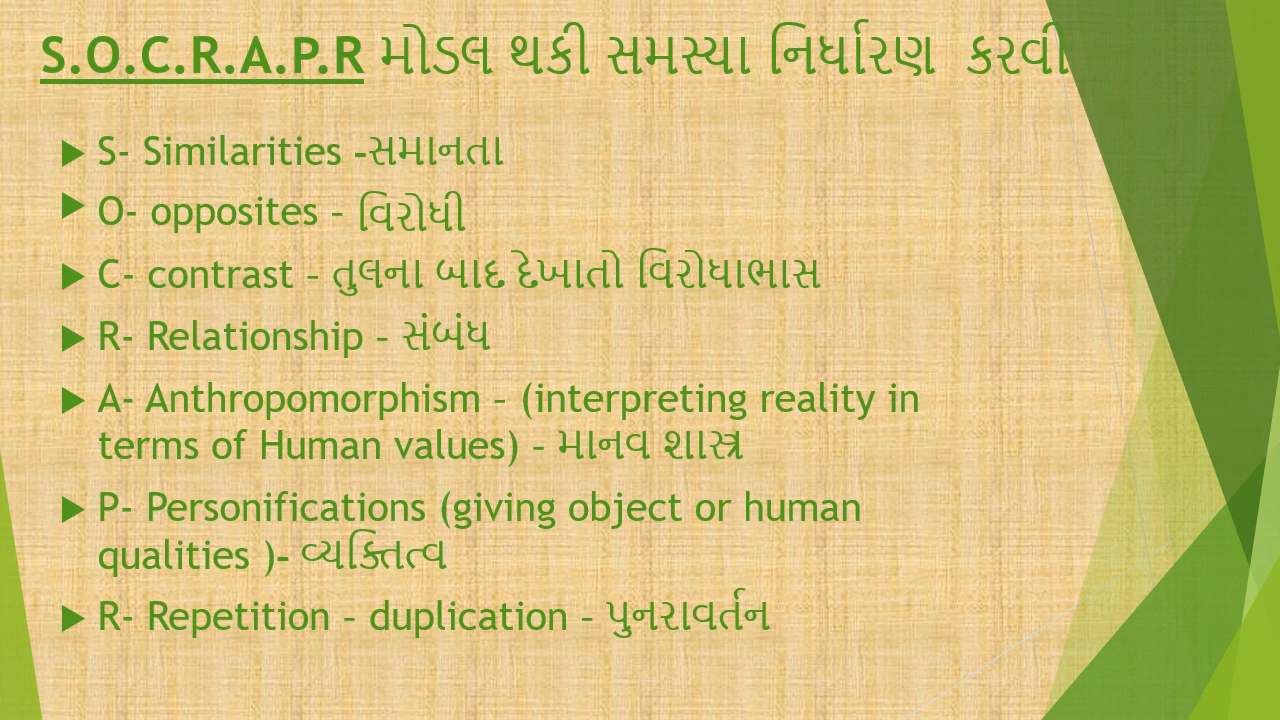 S.O.C.R.A.P.R મોડલ થકી સમસ્યા નિર્ધારણ કરવી
S- Similarities -સમાનતા
O- opposites – વિરોધી
C- contrast – તુલના બાદ દેખાતો વિરોધાભાસ
R- Relationship – સંબંધ
A- Anthropomorphism – (interpreting reality in
terms of Human values) – માનવ શાસ્ત્ર
P- Personifications (giving object or human
qualities )- વ્યક્તિત્વ
R- Repetition – duplication – પુનરાવર્તન